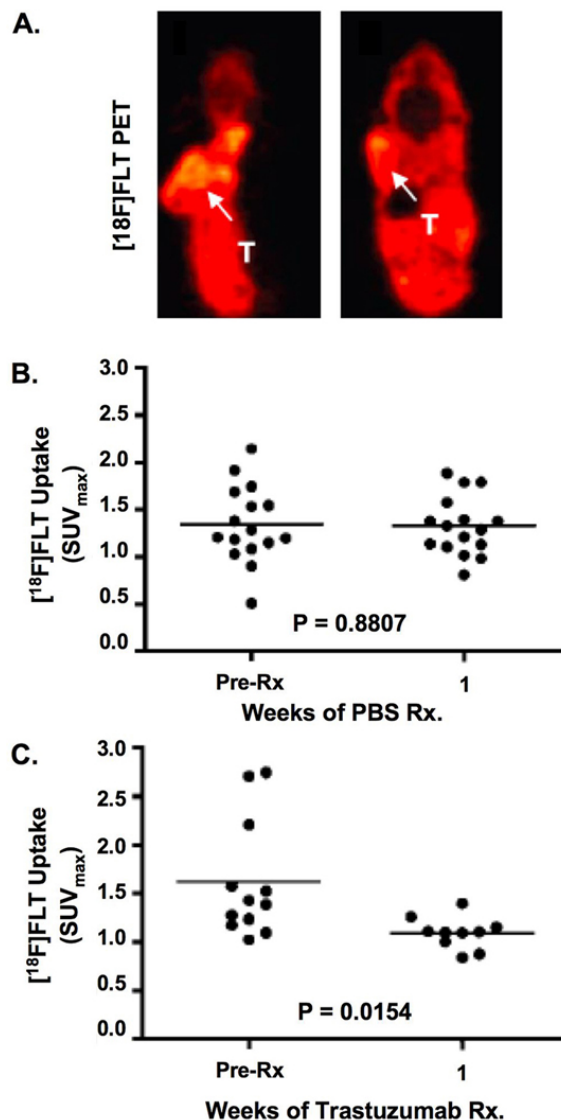 A.
[18F]FLT PET
T
T
B.
[¹⁸F]FLT Uptake
(SUVmax)
3.0
2.5
2.0
1.5
1.0
0.5
0.0
P = 0.8807
Pre-Rx
1
Weeks of PBS Rx.
C.
[¹⁸F]FLT Uptake
(SUVmax)
3.0
2.5
2.0
1.5
1.0
0.5
0.0
P = 0.0154
Pre-Rx
1
Weeks of Trastuzumab Rx.